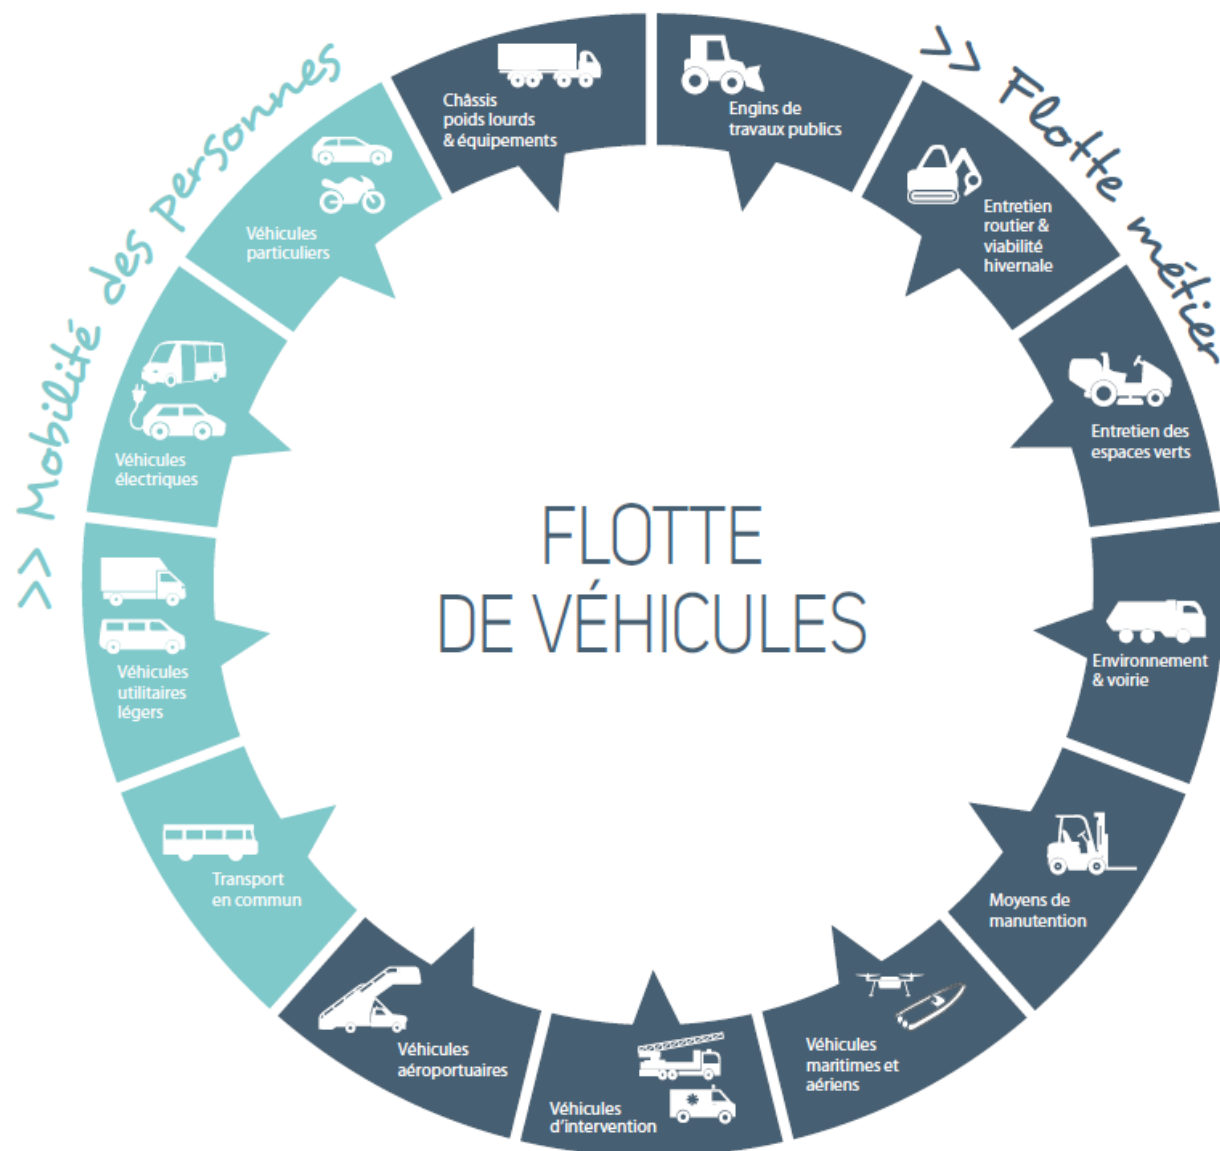 >> Mobilité des personnes
>> Flotte métier
Châssis
poids lourds
& équipements
Engins de
travaux publics
Entretien
routier &
viabilité
hivernale
Entretien des
espaces verts
Environnement
& voirie
Moyens de
manutention
Véhicules
maritimes et
aériens
Véhicules
d'intervention
Véhicules
aéroportuaires
Transport
en commun
Véhicules
utilitaires
légers
Véhicules
électriques
Véhicules
particuliers
FLOTTE
DE VÉHICULES